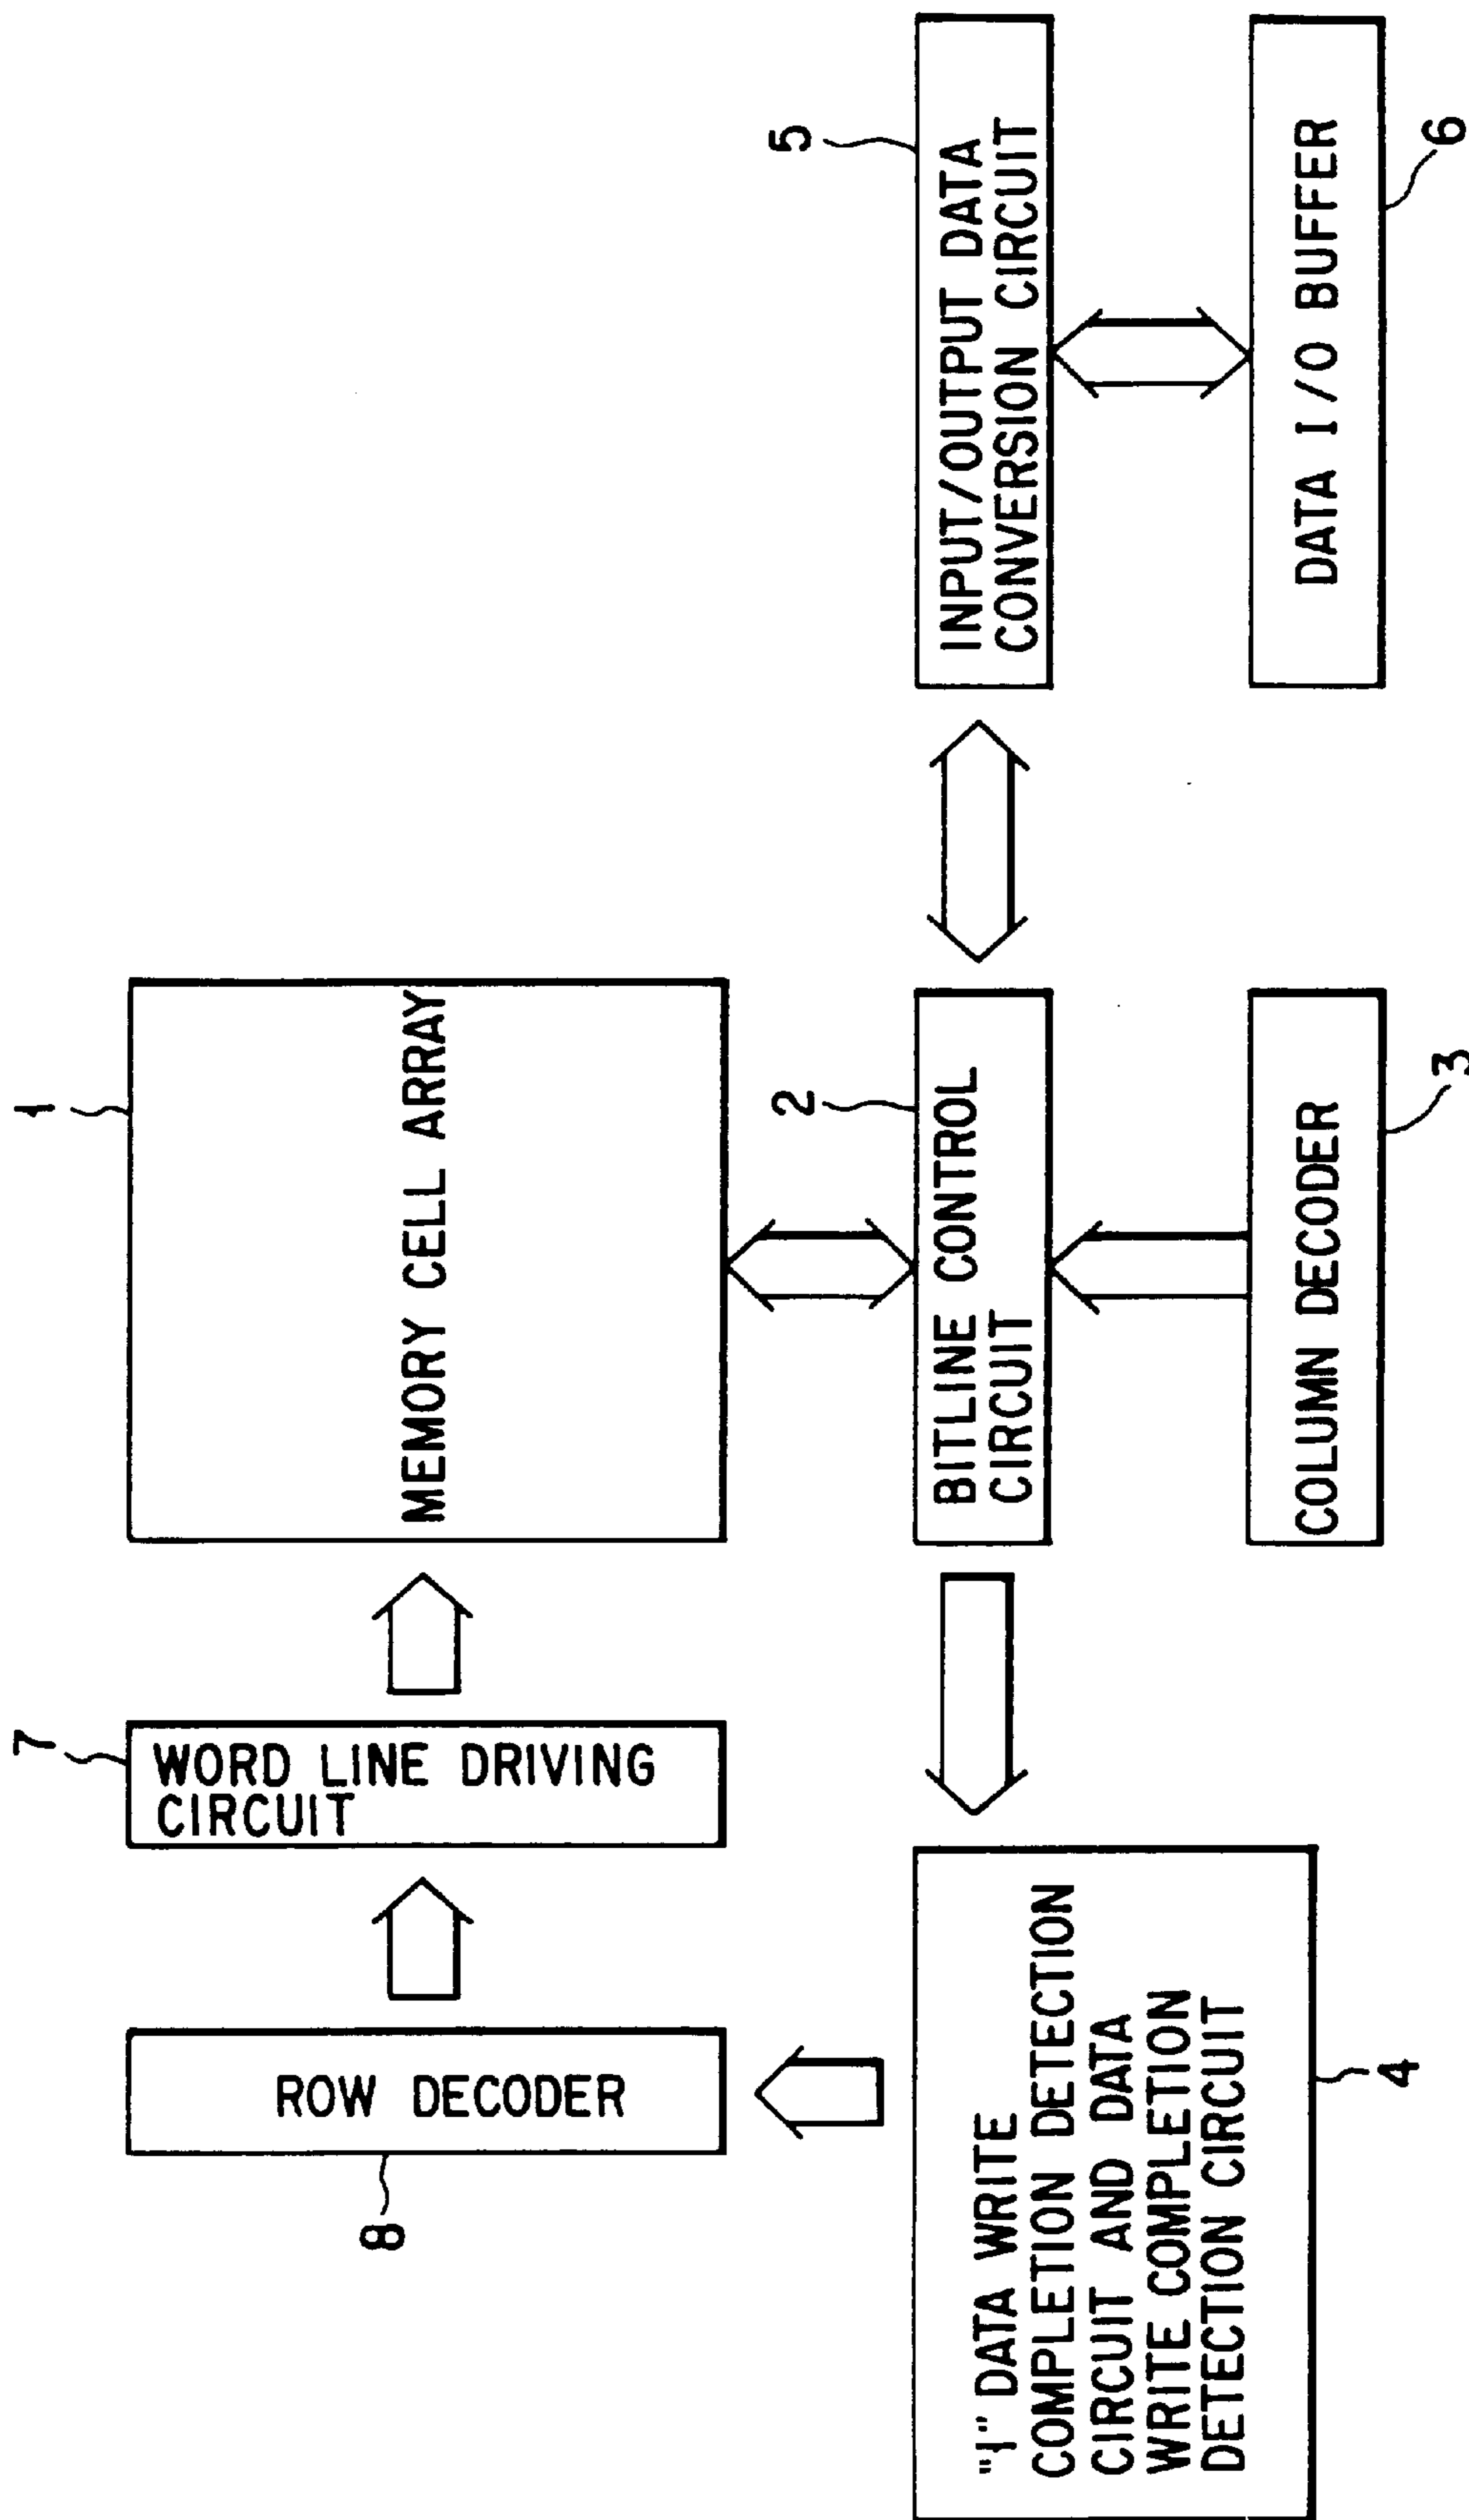 7
1
8
ROW DECODER
WORD LINE DRIVING
CIRCUIT
MEMORY CELL ARRAY
2
5
"1" DATA WRITE
COMPLETION DETECTION
CIRCUIT AND DATA
WRITE COMPLETION
DETECTION CIRCUIT
BITLINE CONTROL
CIRCUIT
INPUT/OUTPUT DATA
CONVERSION CIRCUIT
COLUMN DECODER
DATA I/O BUFFER
4
3
6